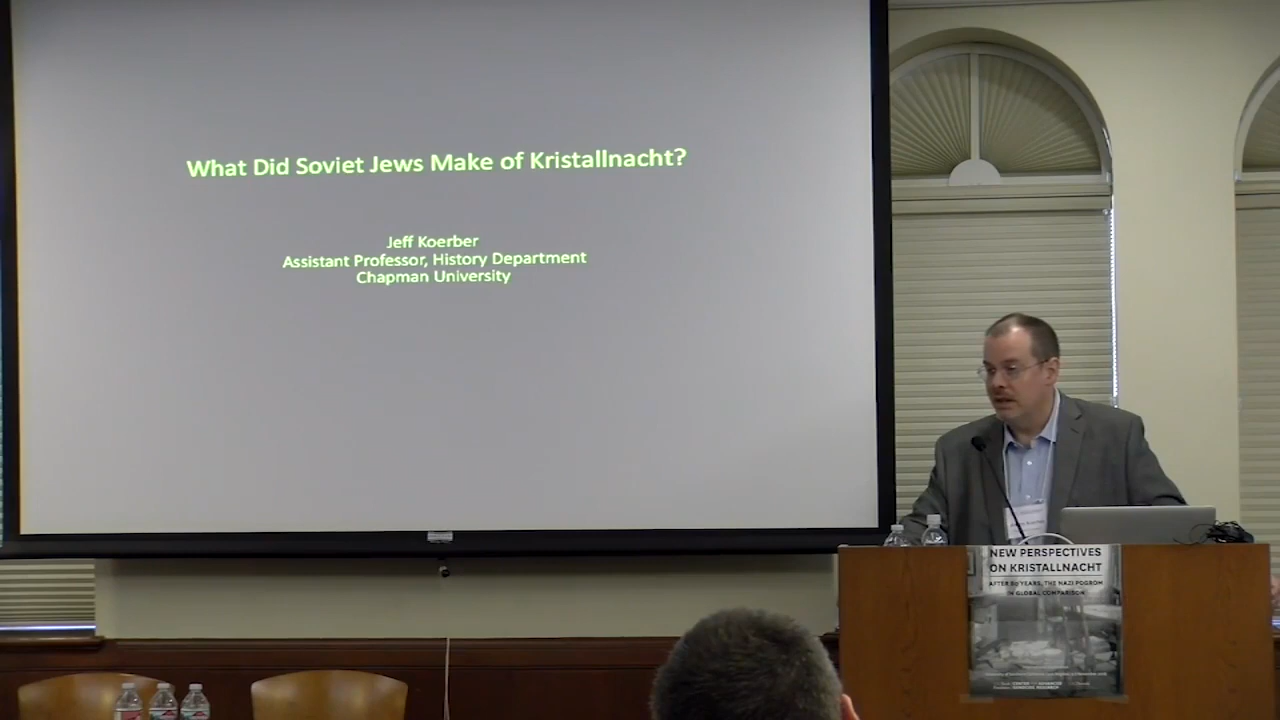 What Did Soviet Jews Make of Kristallnacht?
Jeff Koerber
Assistant Professor, History Department
Chapman University
NEW PERSPECTIVES
ON KRISTALLNACHT
AFTER 80 YEARS, THE NAZI POGROM
IN GLOBAL COMPARISON